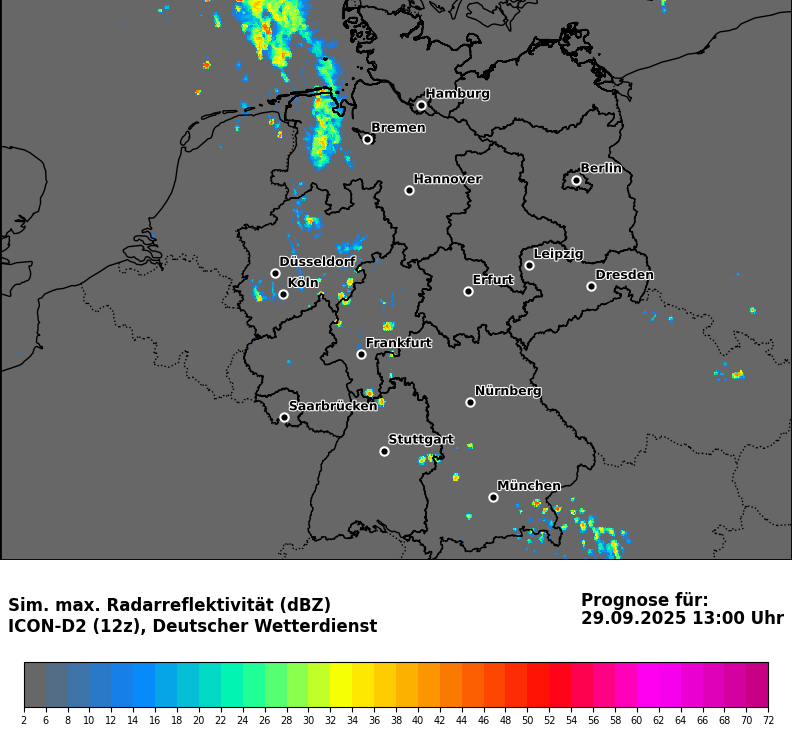 Hamburg
Bremen
Hannover
Berlin
Düsseldorf
Köln
Leipzig
Erfurt
Dresden
Frankfurt
Nürnberg
Saarbrücken
Stuttgart
München
Sim. max. Radarreflektivität (dBZ)
ICON-D2 (12z), Deutscher Wetterdienst
Prognose für:
29.09.2025 13:00 Uhr
2 6 8 10 12 14 16 18 20 22 24 26 28 30 32 34 36 38 40 42 44 46 48 50 52 54 56 58 60 62 64 66 68 70 72